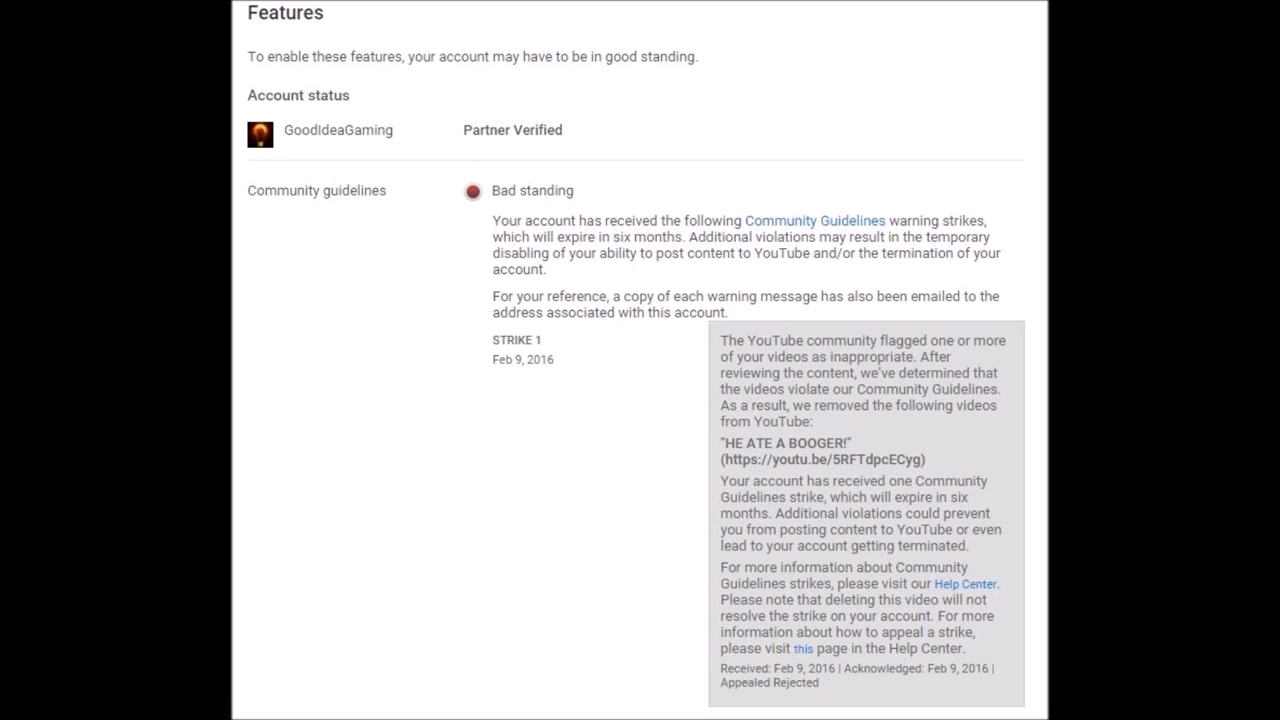 Features
To enable these features, your account may have to be in good standing.
Account status
GoodIdeaGaming
Partner Verified
Community guidelines
Bad standing
Your account has received the following Community Guidelines warning strikes,
which will expire in six months. Additional violations may result in the temporary
disabling of your ability to post content to YouTube and/or the termination of your
account.
For your reference, a copy of each warning message has also been emailed to the
address associated with this account.
STRIKE 1
Feb 9, 2016
The YouTube community flagged one or more
of your videos as inappropriate. After
reviewing the content, we've determined that
the videos violate our Community Guidelines.
As a result, we removed the following videos
from YouTube:
"HE ATE A BOOGER!"
(https://youtu.be/5RFTdpcECyg)
Your account has received one Community
Guidelines strike, which will expire in six
months. Additional violations could prevent
you from posting content to YouTube or even
lead to your account getting terminated.
For more information about Community
Guidelines strikes, please visit our Help Center.
Please note that deleting this video will not
resolve the strike on your account. For more
information about how to appeal a strike,
please visit this page in the Help Center.
Received: Feb 9, 2016 | Acknowledged: Feb 9, 2016 |
Appealed Rejected